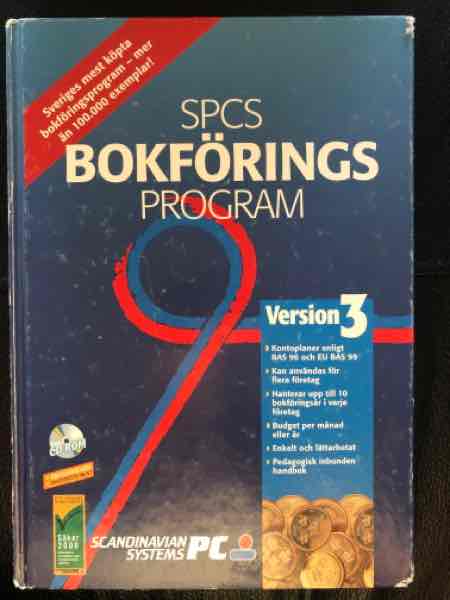 Sveriges mest köpta
bokföringsprogram – mer
än 100.000 exemplar!
SPCS
BOKFÖRINGS
PROGRAM
Version 3
Kontoplaner enligt
BAS 96 och EU BAS 99
Kan användas för
flera företag
Hanterar upp till 10
bokföringsår i varje
företag
Budget per månad
eller år
Enkelt och lättarbetat
Pedagogisk inbunden
handbok
CD-ROM
Säker
2000
SCANDINAVIAN
SYSTEMS PC